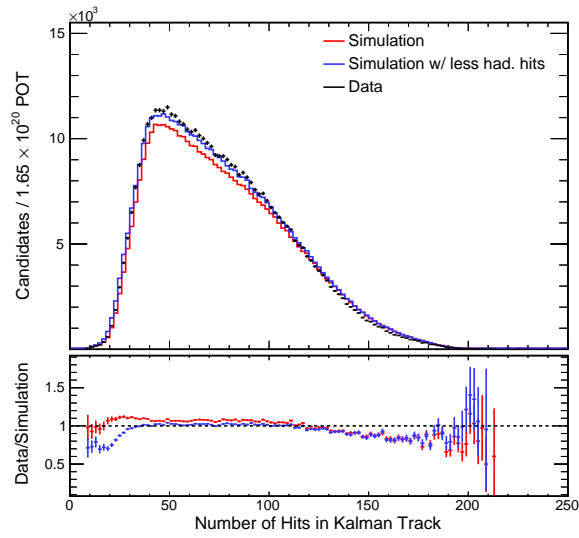 ×10³
15
10
5
Candidates / 1.65 × 10²⁰ POT
Simulation
Simulation w/ less had. hits
Data
1.5
1
0.5
Data/Simulation
0 50 100 150 200 250
Number of Hits in Kalman Track